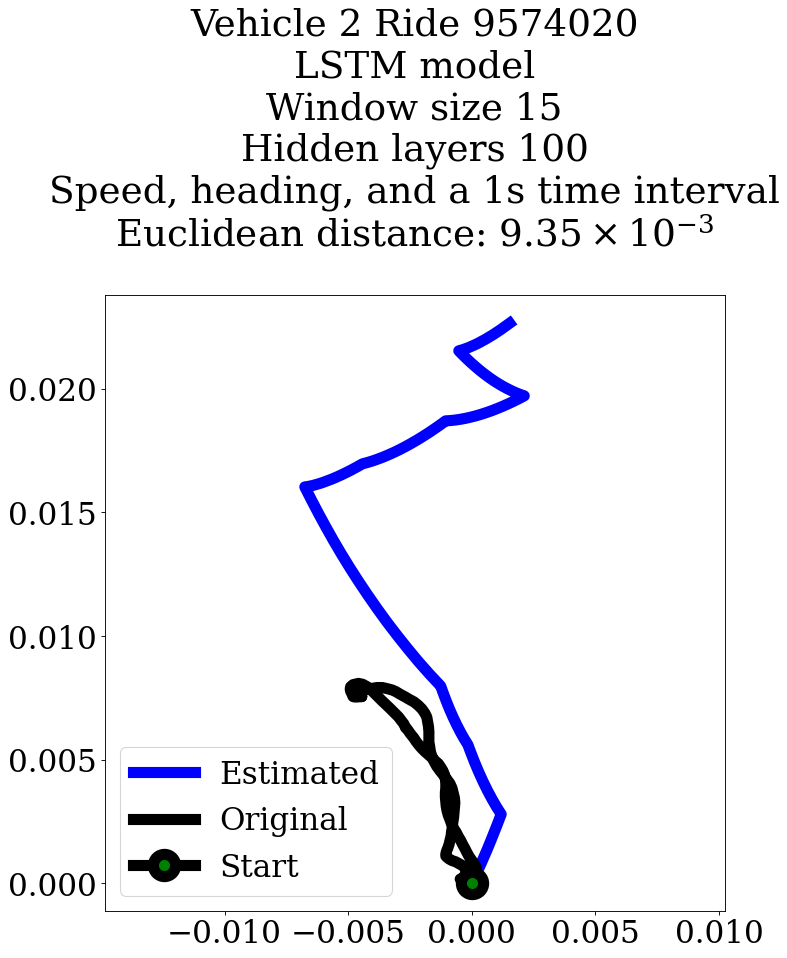 Vehicle 2 Ride 9574020
LSTM model
Window size 15
Hidden layers 100
Speed, heading, and a 1s time interval
Euclidean distance: 9.35 × 10⁻³
0.020
0.015
0.010
0.005
0.000
Estimated
Original
Start
−0.010 −0.005 0.000 0.005 0.010